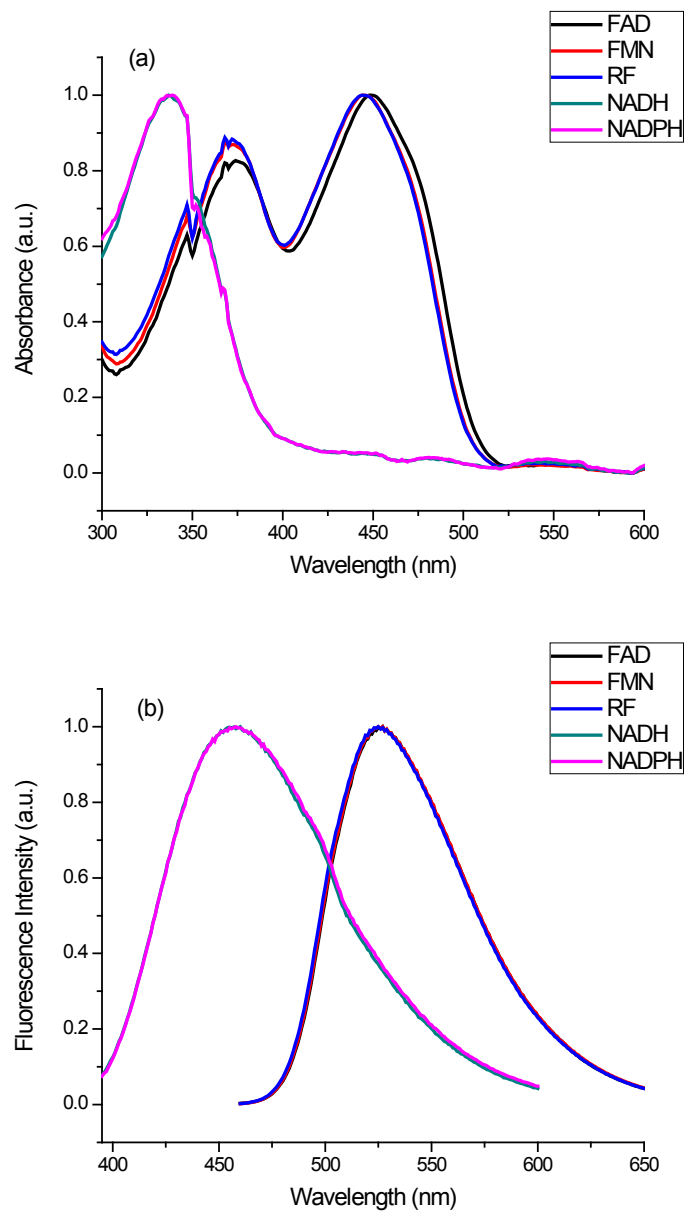 FAD
FMN
RF
NADH
NADPH
(a)
1.0
0.8
0.6
0.4
0.2
0.0
Absorbance (a.u.)
300 350 400 450 500 550 600
Wavelength (nm)
FAD
FMN
RF
NADH
NADPH
(b)
1.0
0.8
0.6
0.4
0.2
0.0
Fluorescence Intensity (a.u.)
400 450 500 550 600 650
Wavelength (nm)